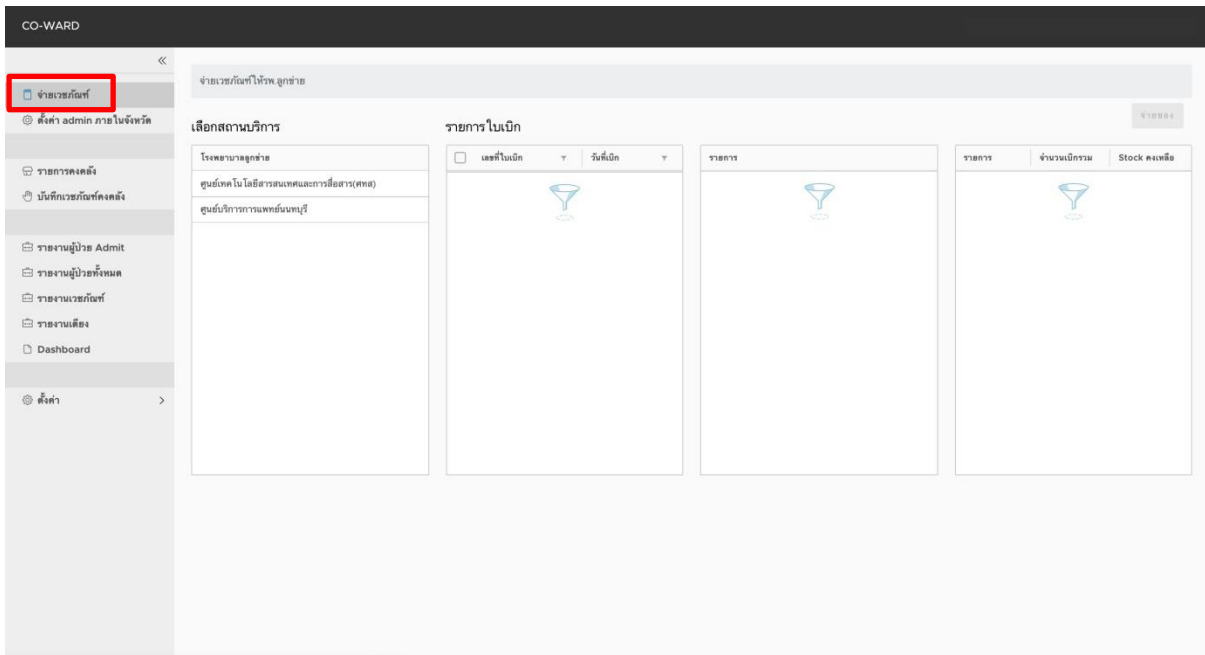 CO-WARD
จ่ายเวชภัณฑ์
ตั้งค่า admin ภายในจังหวัด
รายการคงคลัง
บันทึกเวชภัณฑ์คงคลัง
รายงานผู้ป่วย Admit
รายงานผู้ป่วยทั้งหมด
รายงานเวชภัณฑ์
รายงานเตียง
Dashboard
ตั้งค่า
จ่ายเวชภัณฑ์ให้รพ.ลูกข่าย
จ่ายของ
เลือกสถานบริการ
โรงพยาบาลลูกข่าย
ศูนย์เทคโนโลยีสารสนเทศและการสื่อสาร(ศทส)
ศูนย์บริการการแพทย์นนทบุรี
รายการใบเบิก
เลขที่ใบเบิก วันที่เบิก
รายการ
รายการ จำนวนเบิกรวม Stock คงเหลือ